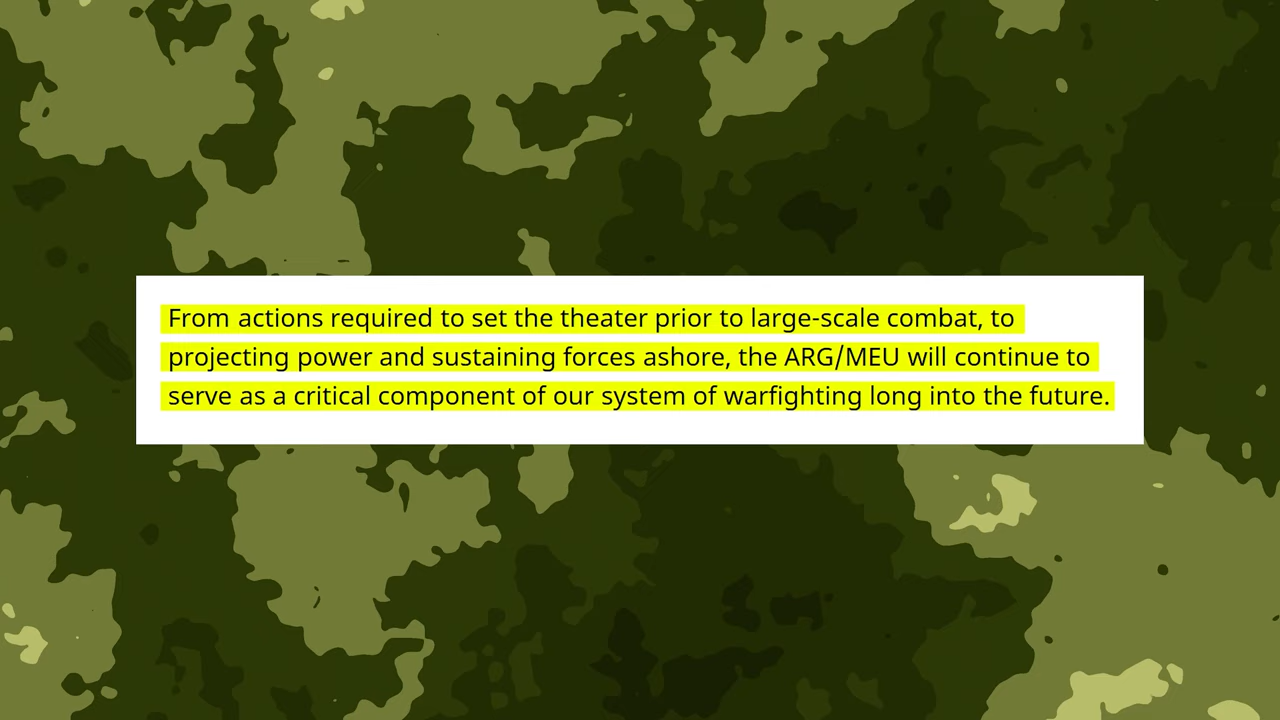 From actions required to set the theater prior to large-scale combat, to
projecting power and sustaining forces ashore, the ARG/MEU will continue to
serve as a critical component of our system of warfighting long into the future.